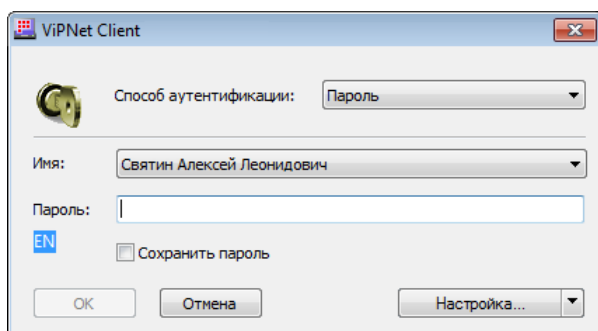 ViPNet Client
Способ аутентификации: Пароль
Имя: Святин Алексей Леонидович
Пароль:
EN
Сохранить пароль
OK Отмена Настройка...